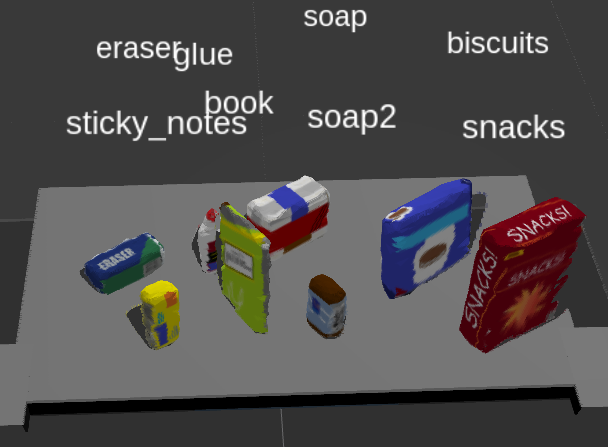 soap
biscuits
eraser
glue
book
sticky_notes
soap2
snacks
ERASER
SNACKS!
SNACKS!
SNACKS!